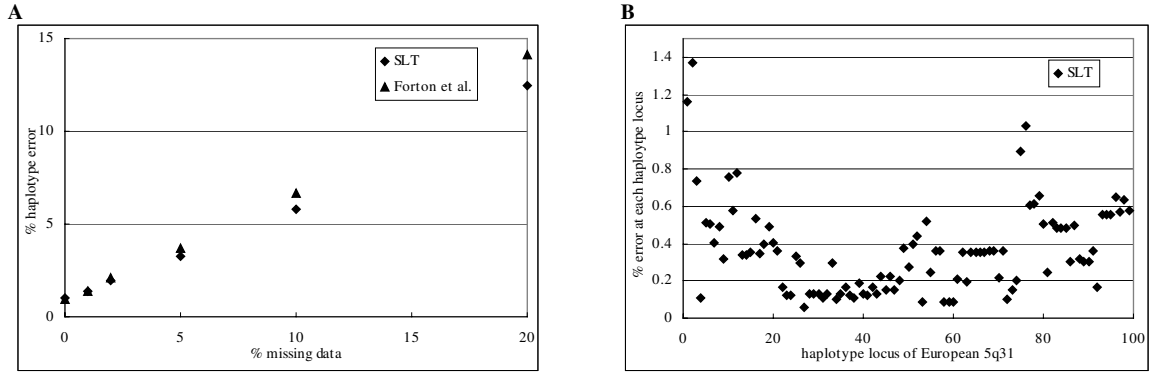 A
15
10
5
0
0 5 10 15 20
% haplotype error
% missing data
SLT
Forton et al.
B
1.4
1.2
1
0.8
0.6
0.4
0.2
0
0 20 40 60 80 100
% error at each haploytpe locus
haplotype locus of European 5q31
SLT